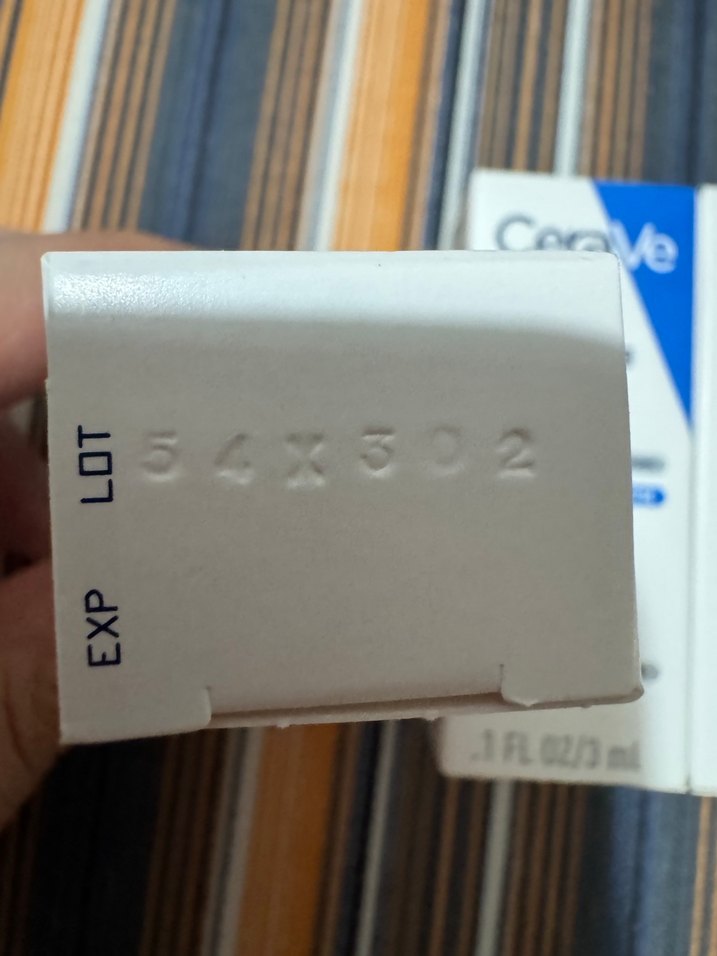 CeraVe
LOT
54X302
EXP
.1 FL OZ/3 mL